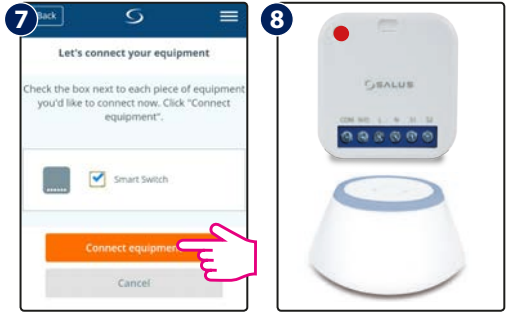 7
Back
Let's connect your equipment
Check the box next to each piece of equipment
you'd like to connect now. Click "Connect
equipment".
Smart Switch
Connect equipmen
Cancel
8
SALUS
COM N/O L N S1 S2